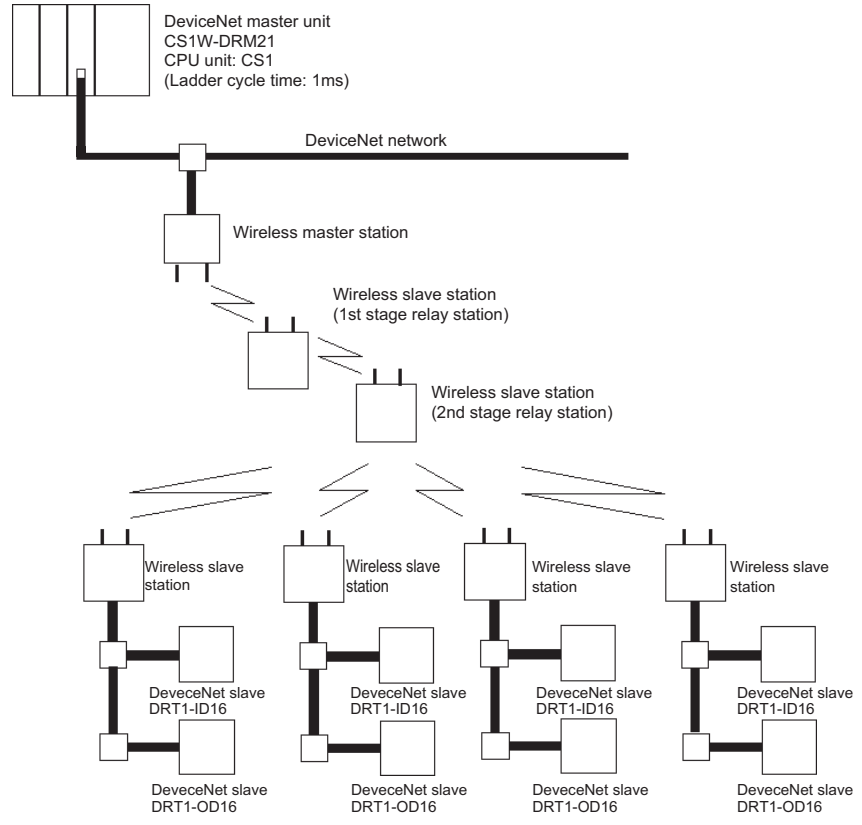 DeviceNet master unit
CS1W-DRM21
CPU unit: CS1
(Ladder cycle time: 1ms)
DeviceNet network
Wireless master station
Wireless slave station
(1st stage relay station)
Wireless slave station
(2nd stage relay station)
Wireless slave
station
Wireless slave
station
Wireless slave
station
Wireless slave
station
DeveceNet slave
DRT1-ID16
DeveceNet slave
DRT1-ID16
DeveceNet slave
DRT1-ID16
DeveceNet slave
DRT1-ID16
DeveceNet slave
DRT1-OD16
DeveceNet slave
DRT1-OD16
DeveceNet slave
DRT1-OD16
DeveceNet slave
DRT1-OD16